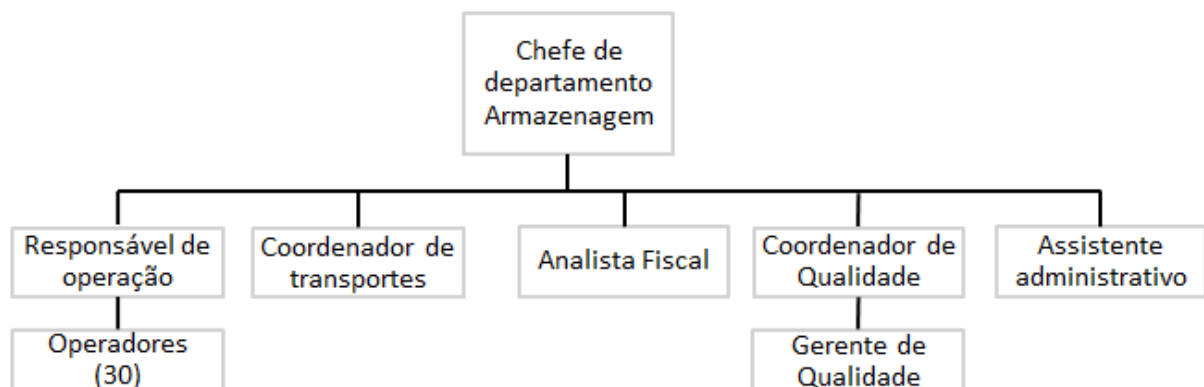 Chefe de
departamento
Armazenagem
Responsável de
operação
Coordenador de
transportes
Analista Fiscal
Coordenador de
Qualidade
Assistente
administrativo
Operadores
(30)
Gerente de
Qualidade